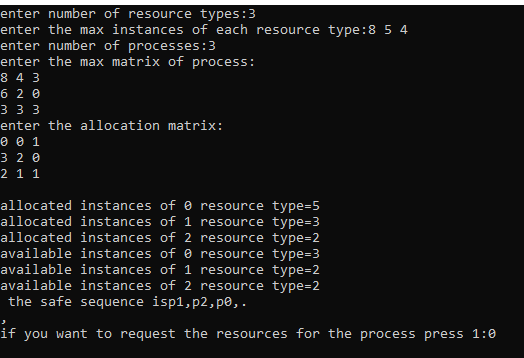 enter number of resource types:3
enter the max instances of each resource type:8 5 4
enter number of processes:3
enter the max matrix of process:
8 4 3
6 2 0
3 3 3
enter the allocation matrix:
0 0 1
3 2 0
2 1 1
allocated instances of 0 resource type=5
allocated instances of 1 resource type=3
allocated instances of 2 resource type=2
available instances of 0 resource type=3
available instances of 1 resource type=2
available instances of 2 resource type=2
the safe sequence isp1,p2,p0,.
,
if you want to request the resources for the process press 1:0